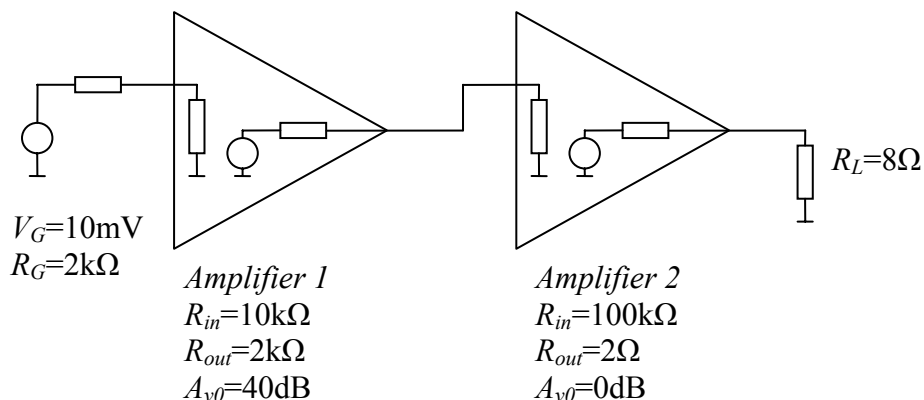 R_L=8Ω
V_G=10mV
R_G=2kΩ
Amplifier 1
R_in=10kΩ
R_out=2kΩ
A_v0=40dB
Amplifier 2
R_in=100kΩ
R_out=2Ω
A_v0=0dB